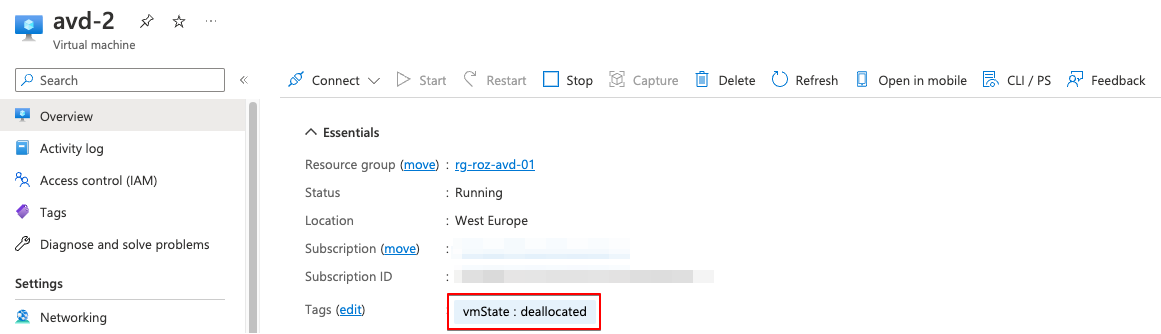 avd-2
Virtual machine
Search
Connect Start Restart Stop Capture Delete Refresh Open in mobile CLI / PS Feedback
Overview
Activity log
Access control (IAM)
Tags
Diagnose and solve problems
Settings
Networking
Essentials
Resource group (move) : rg-roz-avd-01
Status : Running
Location : West Europe
Subscription (move) :
Subscription ID :
Tags (edit) : vmState : deallocated